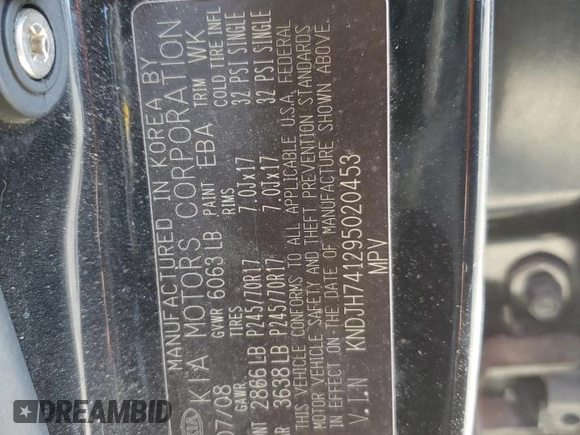 MANUFACTURED IN KOREA BY
KIA KIA MOTORS CORPORATION
07/08 GVWR 6063 LB PAINT EBA TRIM WK
GAWR TIRES RIMS COLD TIRE INFL
NT 2866 LB P245/70R17 7.0Jx17 32 PSI SINGLE
AR 3638 LB P245/70R17 7.0Jx17 32 PSI SINGLE
THIS VEHICLE CONFORMS TO ALL APPLICABLE U.S.A. FEDERAL
MOTOR VEHICLE SAFETY AND THEFT PREVENTION STANDARDS
IN EFFECT ON THE DATE OF MANUFACTURE SHOWN ABOVE.
V.I.N KNDJH741295020453
MPV
DREAMBID